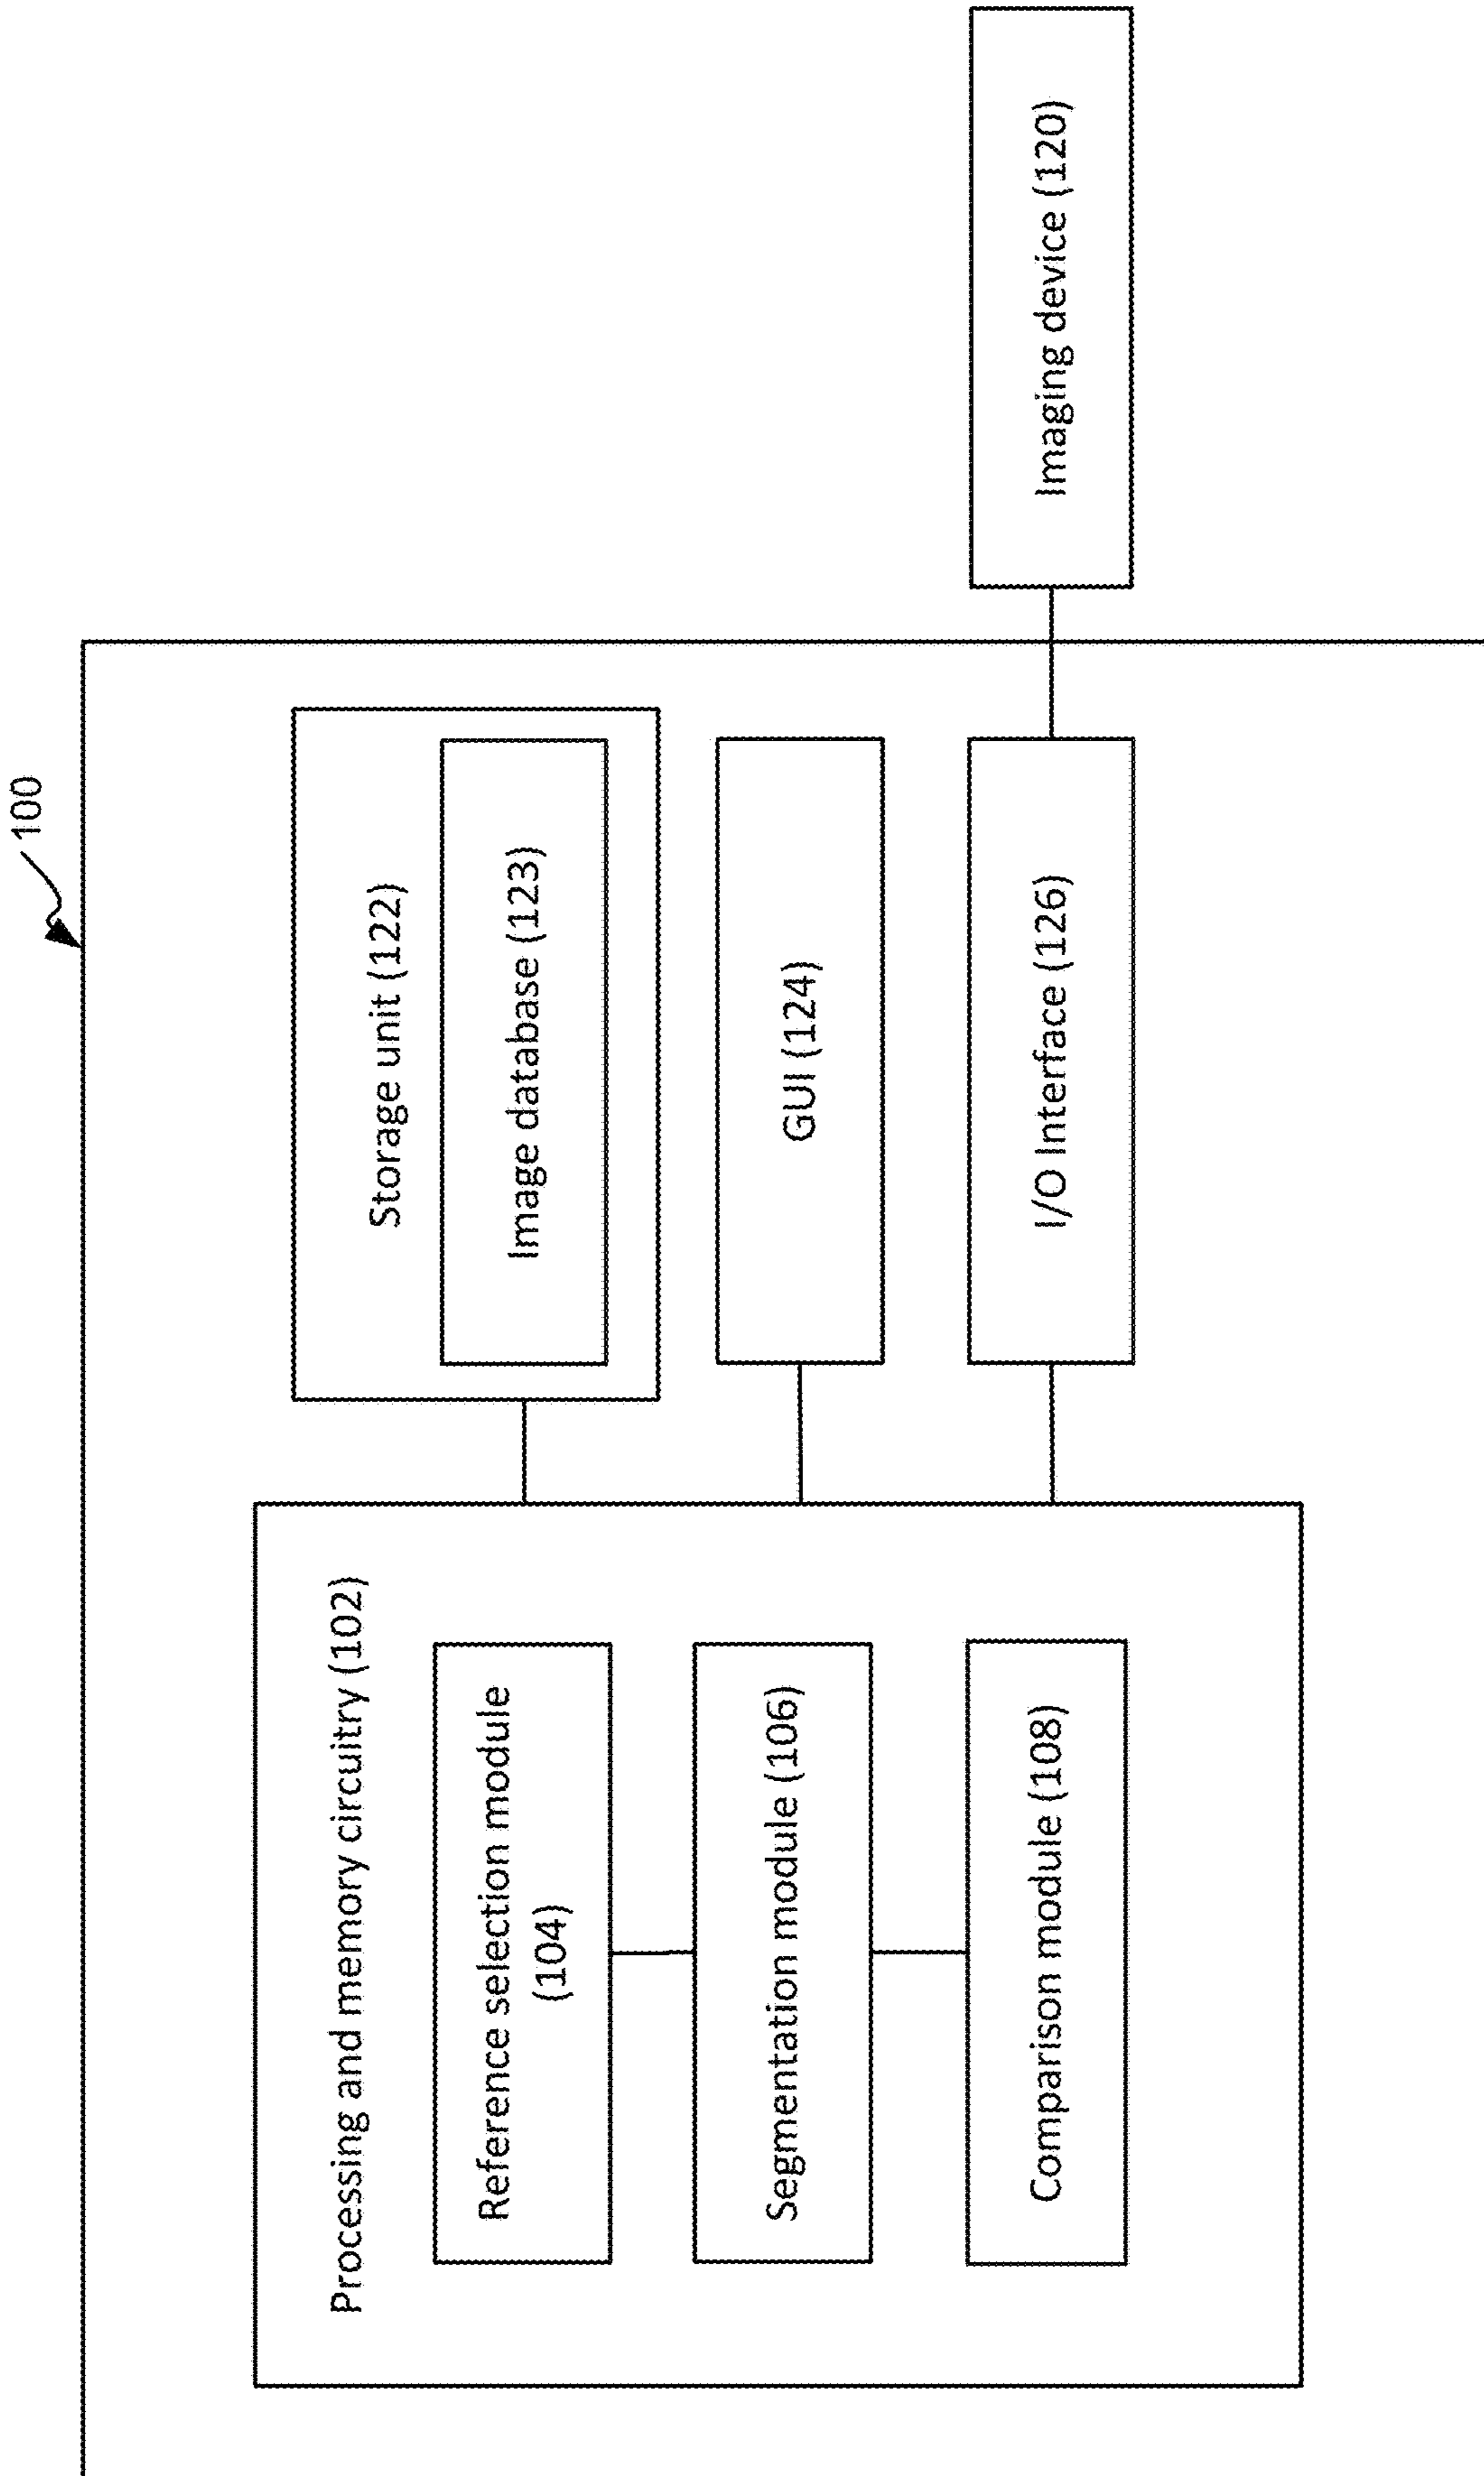 100
Processing and memory circuitry (102)
Reference selection module
(104)
Segmentation module (106)
Comparison module (108)
Storage unit (122)
Image database (123)
GUI (124)
I/O Interface (126)
Imaging device (120)